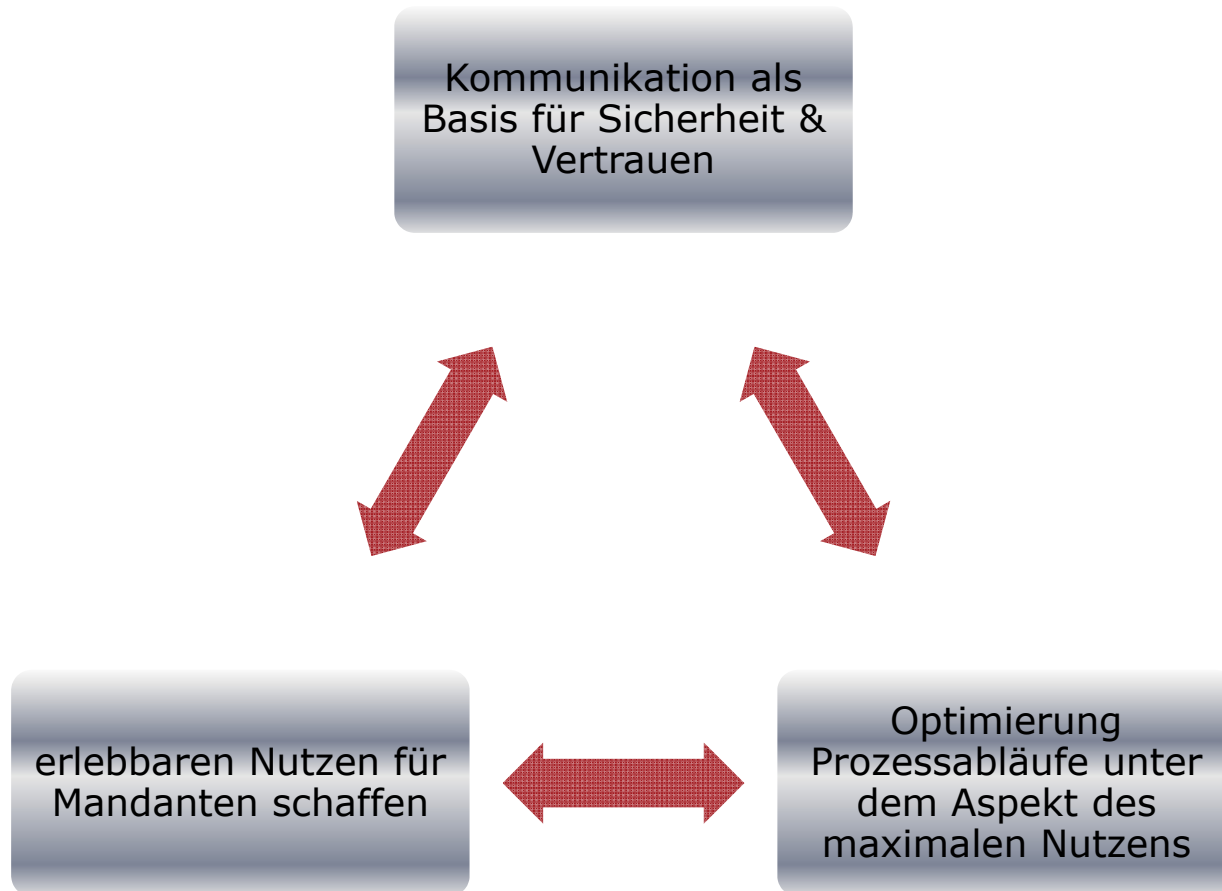 Kommunikation als
Basis für Sicherheit &
Vertrauen
erlebbaren Nutzen für
Mandanten schaffen
Optimierung
Prozessabläufe unter
dem Aspekt des
maximalen Nutzens